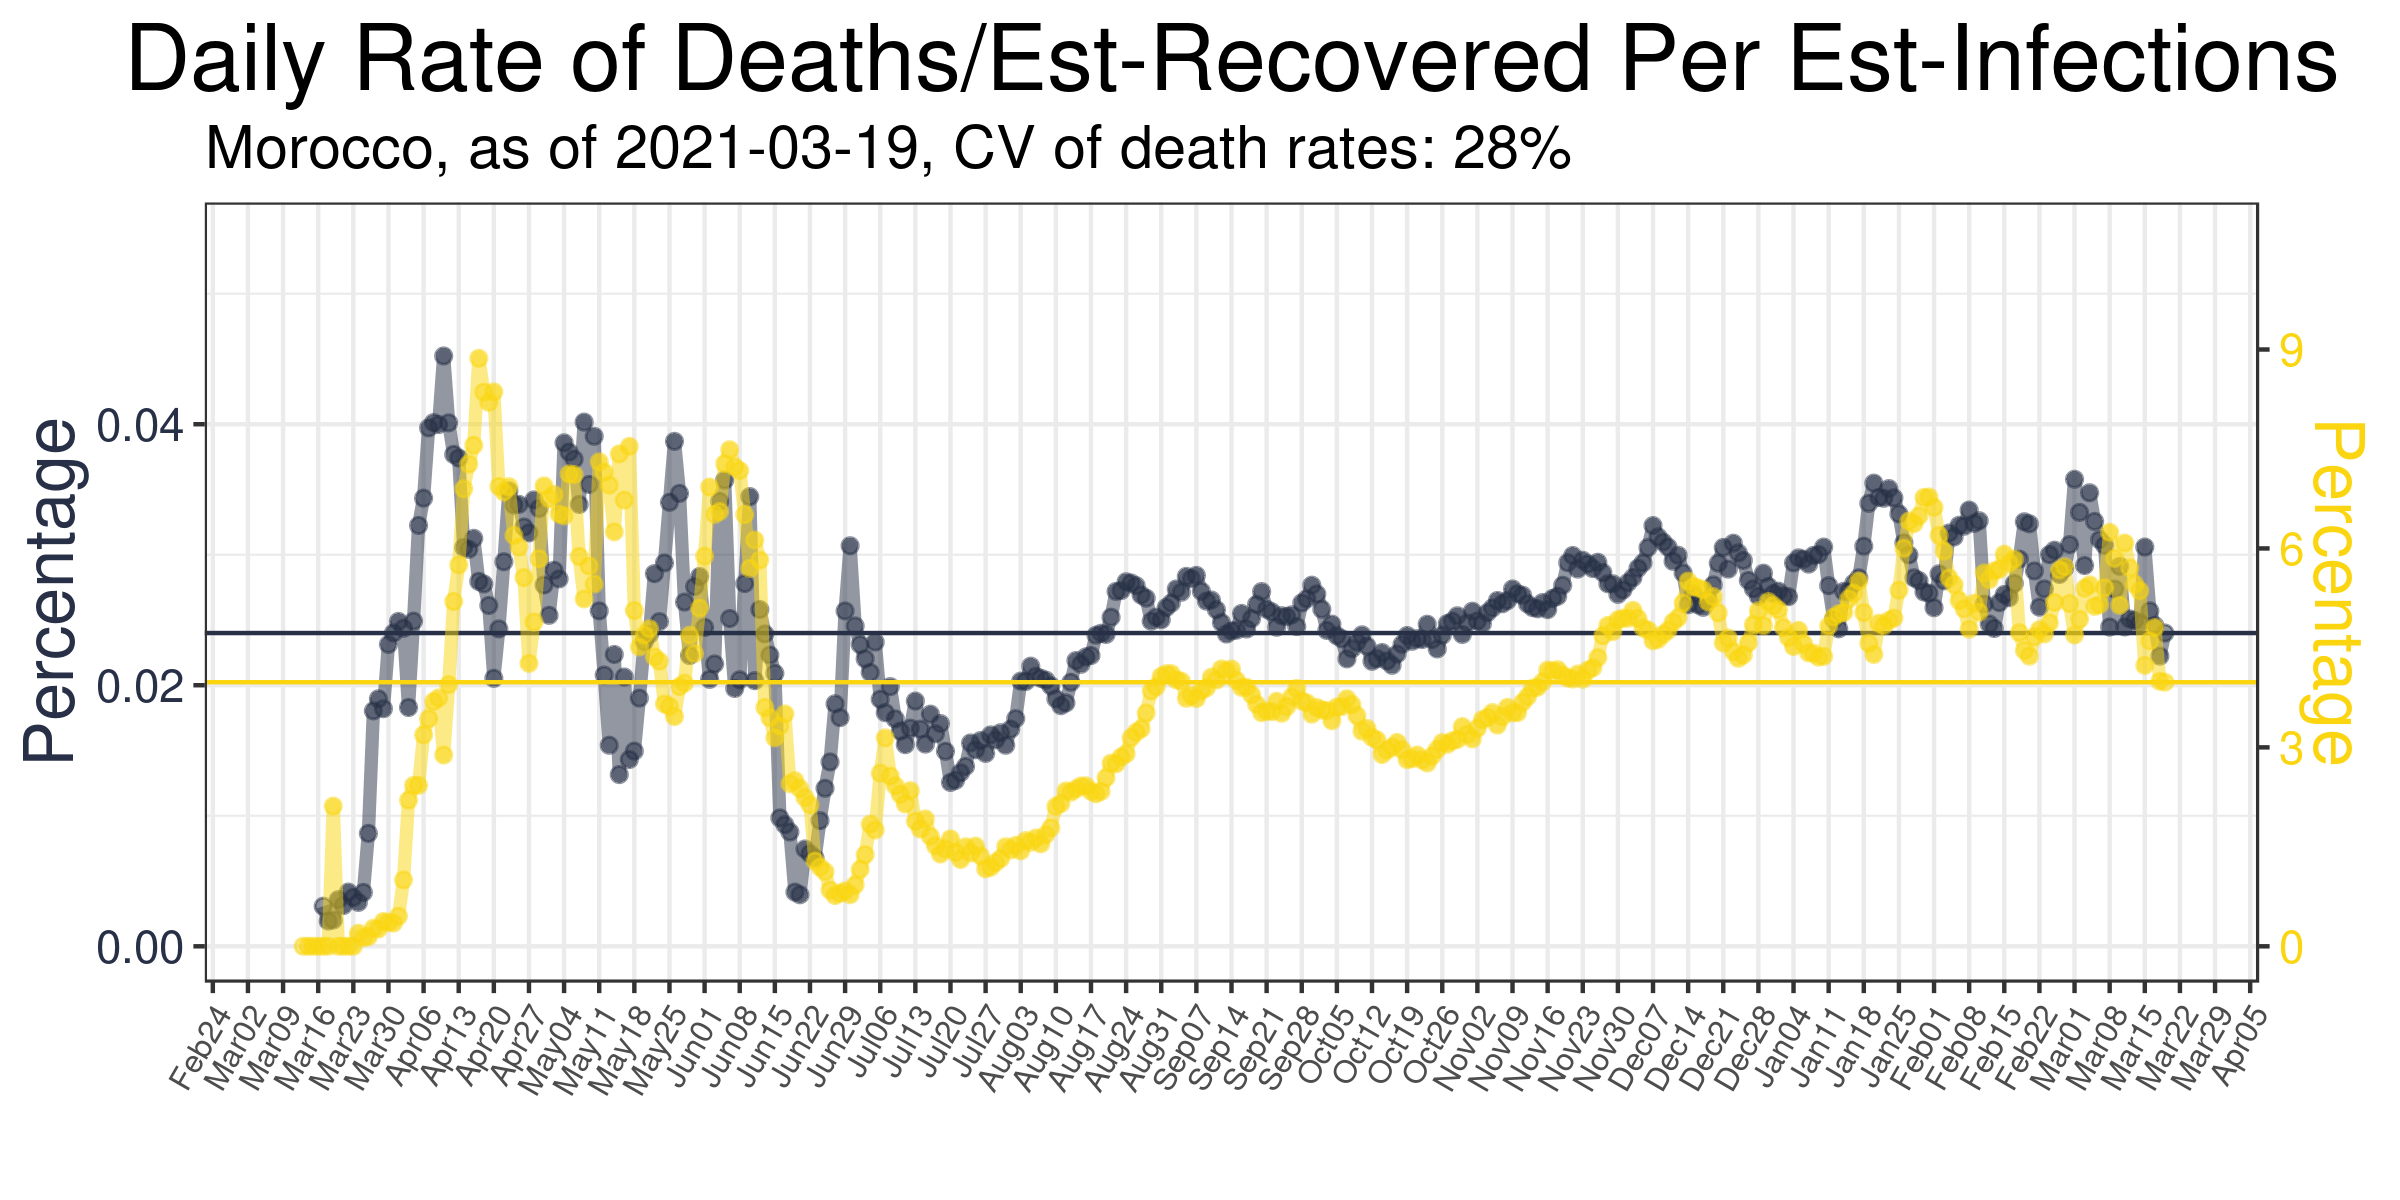 Daily Rate of Deaths/Est-Recovered Per Est-Infections
Morocco, as of 2021-03-19, CV of death rates: 28%
Percentage
0.04
0.02
0.00
9
6
3
0
Percentage
Feb24
Mar02
Mar09
Mar16
Mar23
Mar30
Apr06
Apr13
Apr20
Apr27
May04
May11
May18
May25
Jun01
Jun08
Jun15
Jun22
Jun29
Jul06
Jul13
Jul20
Jul27
Aug03
Aug10
Aug17
Aug24
Aug31
Sep07
Sep14
Sep21
Sep28
Oct05
Oct12
Oct19
Oct26
Nov02
Nov09
Nov16
Nov23
Nov30
Dec07
Dec14
Dec21
Dec28
Jan04
Jan11
Jan18
Jan25
Feb01
Feb08
Feb15
Feb22
Mar01
Mar08
Mar15
Mar22
Mar29
Apr05